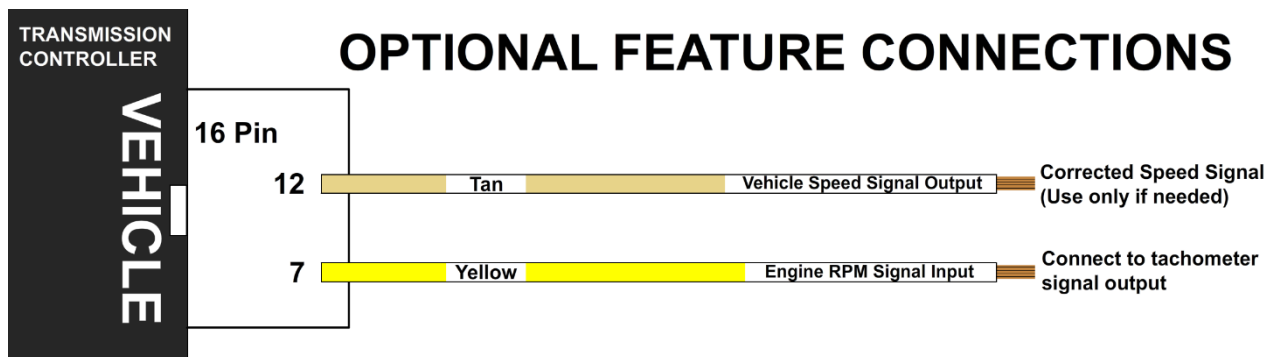 TRANSMISSION
CONTROLLER
VEHICLE
OPTIONAL FEATURE CONNECTIONS
16 Pin
12
Tan
Vehicle Speed Signal Output
Corrected Speed Signal
(Use only if needed)
7
Yellow
Engine RPM Signal Input
Connect to tachometer
signal output